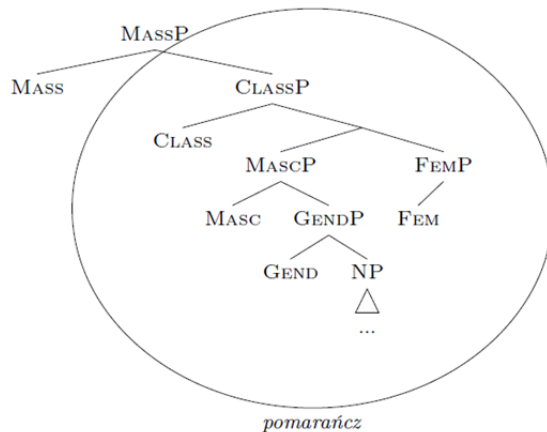 MASSP
MASS CLASSP
CLASS
MASCP FEMP
MASC GENDP FEM
GEND NP
...
pomarańcz